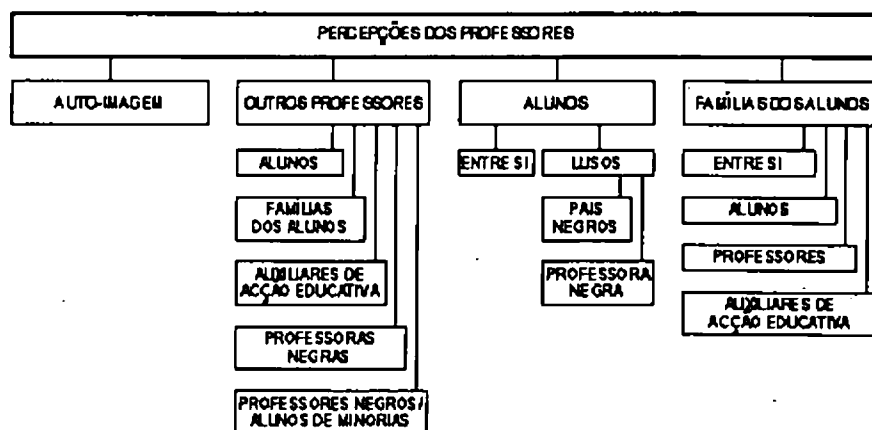 PERCEPÇÕES DOS PROFESSORES
AUTO-IMAGEM
OUTROS PROFESSORES
ALUNOS
FAMÍLIAS
DOS ALUNOS
AUXILIARES DE
ACÇÃO EDUCATIVA
PROFESSORAS
NEGRAS
PROFESSORES NEGROS/
ALUNOS DE MINORIAS
ALUNOS
ENTRE SI
LUSOS
PAIS
NEGROS
PROFESSORA
NEGRA
FAMÍLIAS DOS ALUNOS
ENTRE SI
ALUNOS
PROFESSORES
AUXILIARES DE
ACÇÃO EDUCATIVA